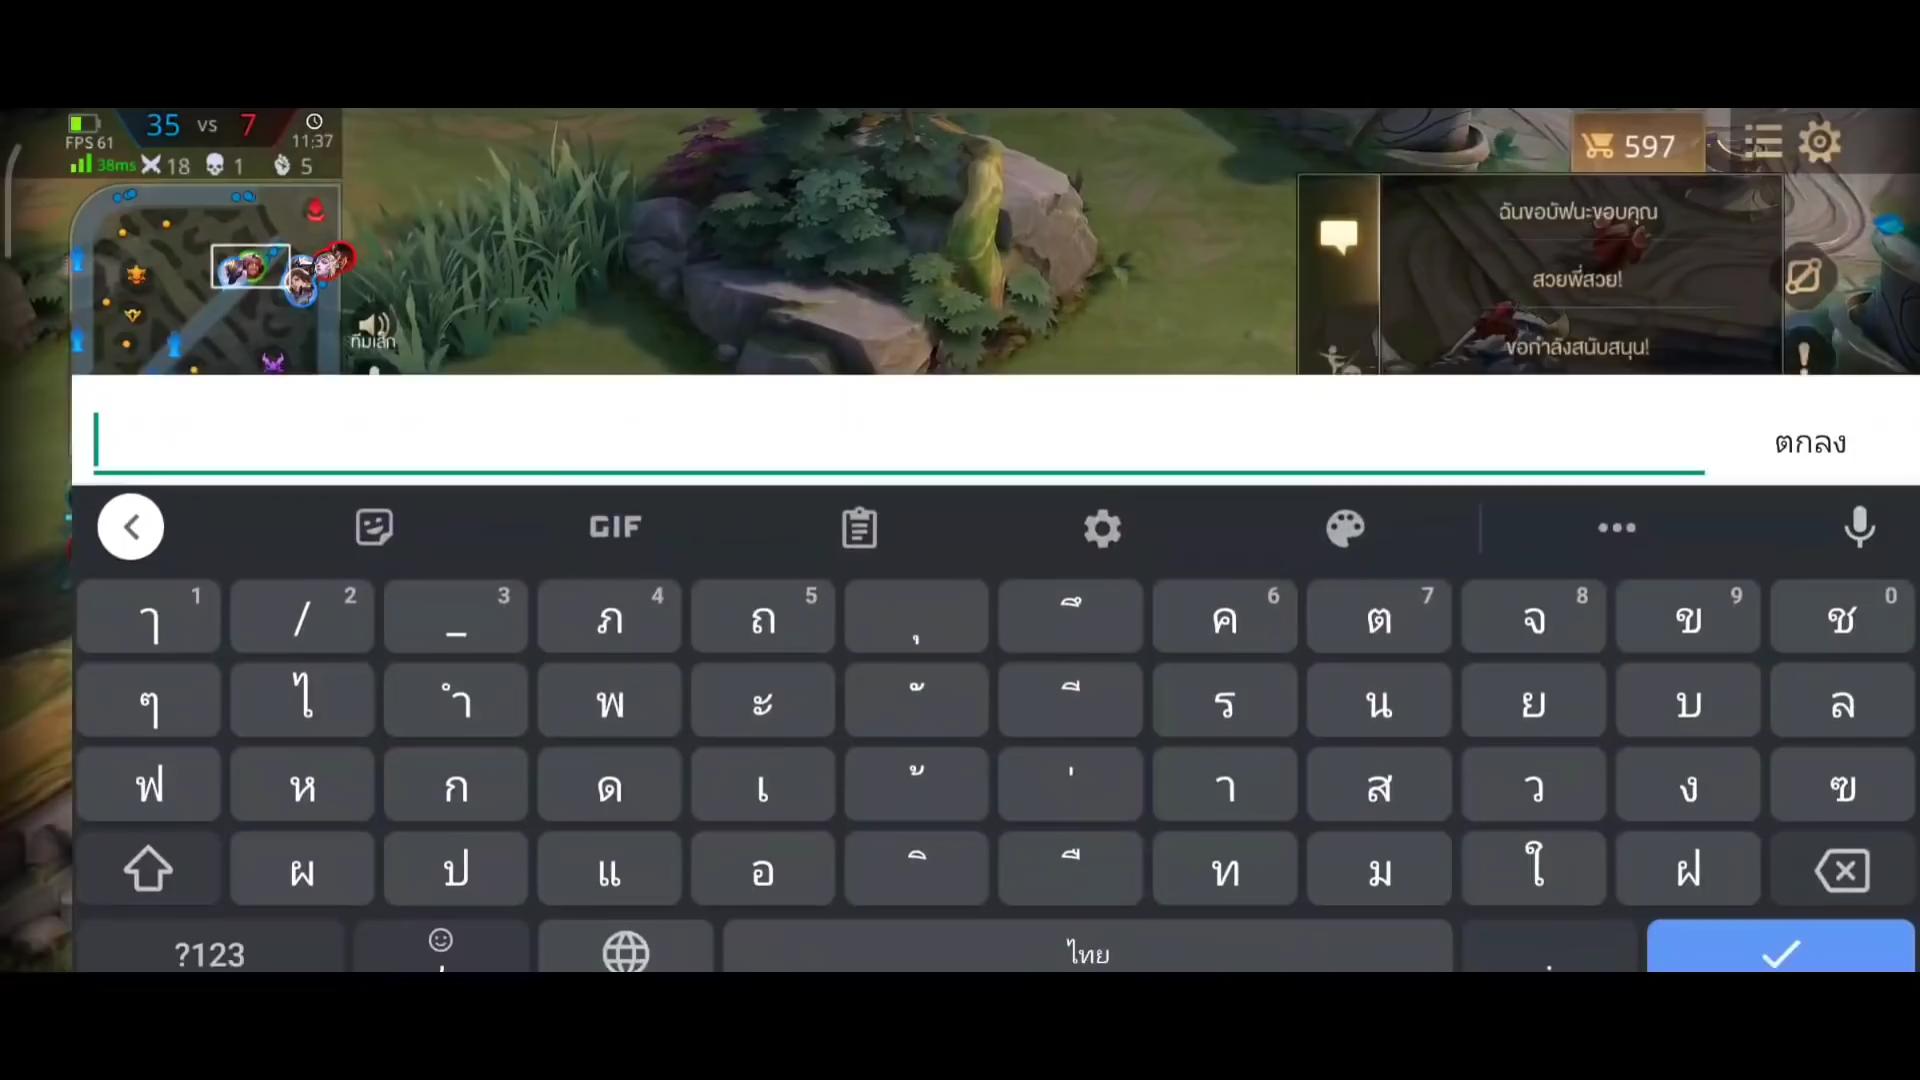 35 vs 7
FPS 61
11:37
38ms
18
1
5
597
ทีมเล็ก
ฉันขอบัฟนะขอบคุณ
สวยพี่สวย!
ขอกำลังสนับสนุน!
ตกลง
GIF
ๅ 1 / 2 _ 3 ภ 4 ถ 5 ุ ึ ค 6 ต 7 จ 8 ข 9 ช 0
ๆ ไ ำ พ ะ ั ี ร น ย บ ล
ฟ ห ก ด เ ้ ่ า ส ว ง ฃ
ผ ป แ อ ิ ื ท ม ใ ฝ
?123 ไทย .